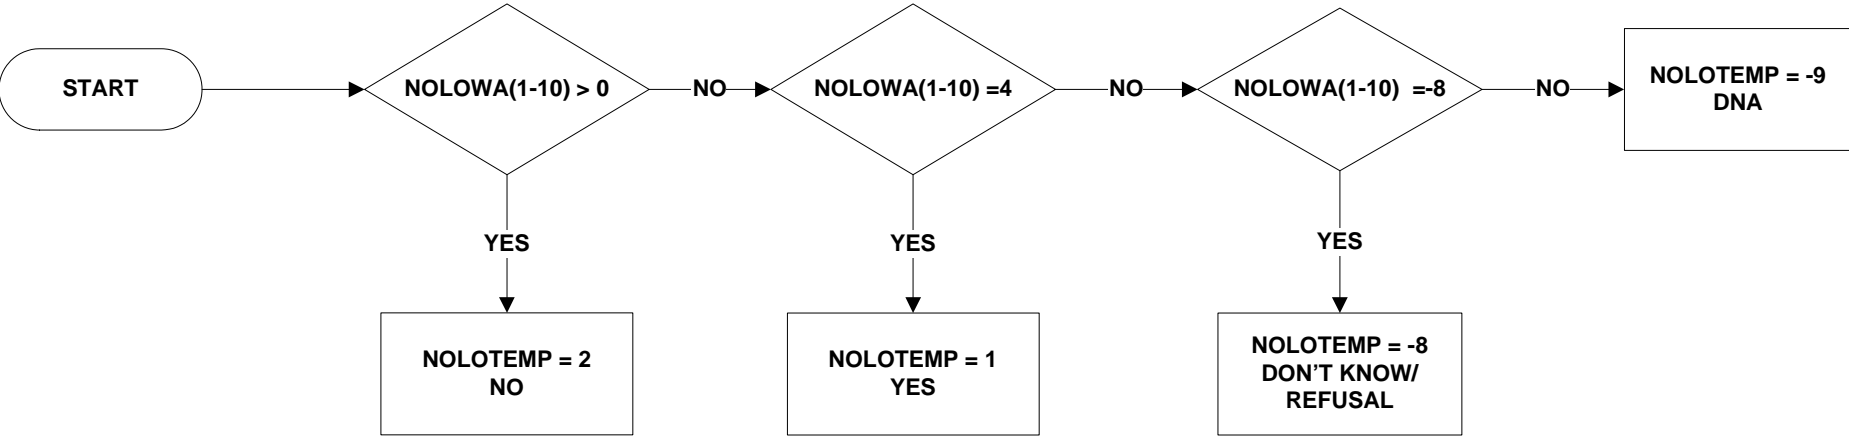 START
NOLOWA(1-10) > 0
NO
NOLOWA(1-10) =4
NO
NOLOWA(1-10)  =-8
NO
NOLOTEMP = -9
DNA
YES
YES
YES
NOLOTEMP = 2
NO
NOLOTEMP = 1
YES
NOLOTEMP = -8
DON'T KNOW/
REFUSAL